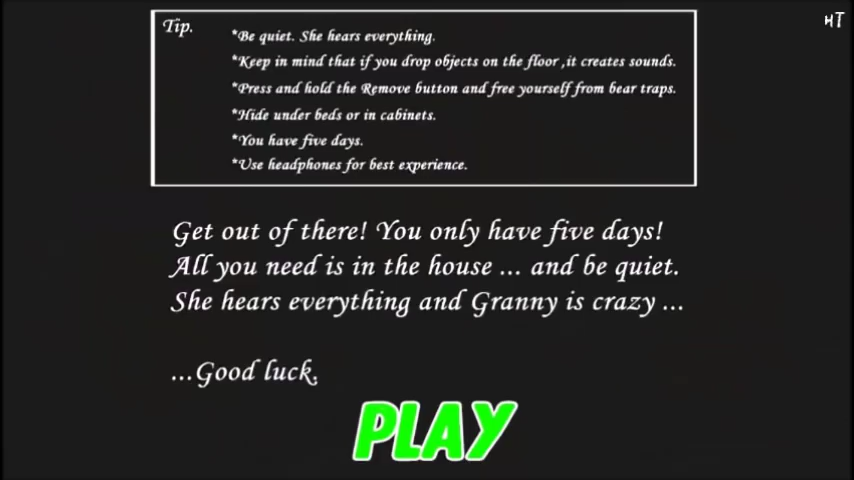 HT
Tip.
*Be quiet. She hears everything.
*Keep in mind that if you drop objects on the floor ,it creates sounds.
*Press and hold the Remove button and free yourself from bear traps.
*Hide under beds or in cabinets.
*You have five days.
*Use headphones for best experience.
Get out of there! You only have five days!
All you need is in the house ... and be quiet.
She hears everything and Granny is crazy ...
...Good luck.
PLAY